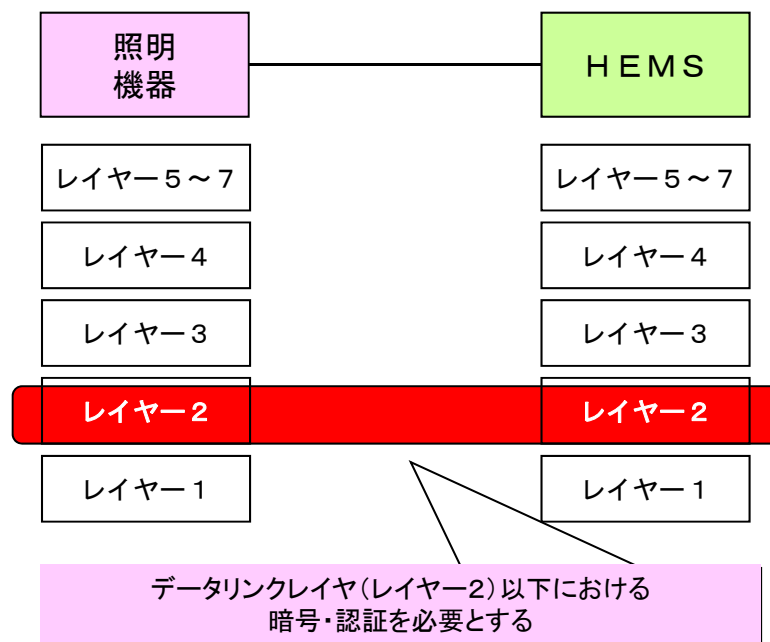 照明
機器
ＨＥＭＳ
レイヤー５～７
レイヤー５～７
レイヤー４
レイヤー４
レイヤー３
レイヤー３
レイヤー２
レイヤー２
レイヤー１
レイヤー１
データリンクレイヤ（レイヤー2）以下における
暗号・認証を必要とする